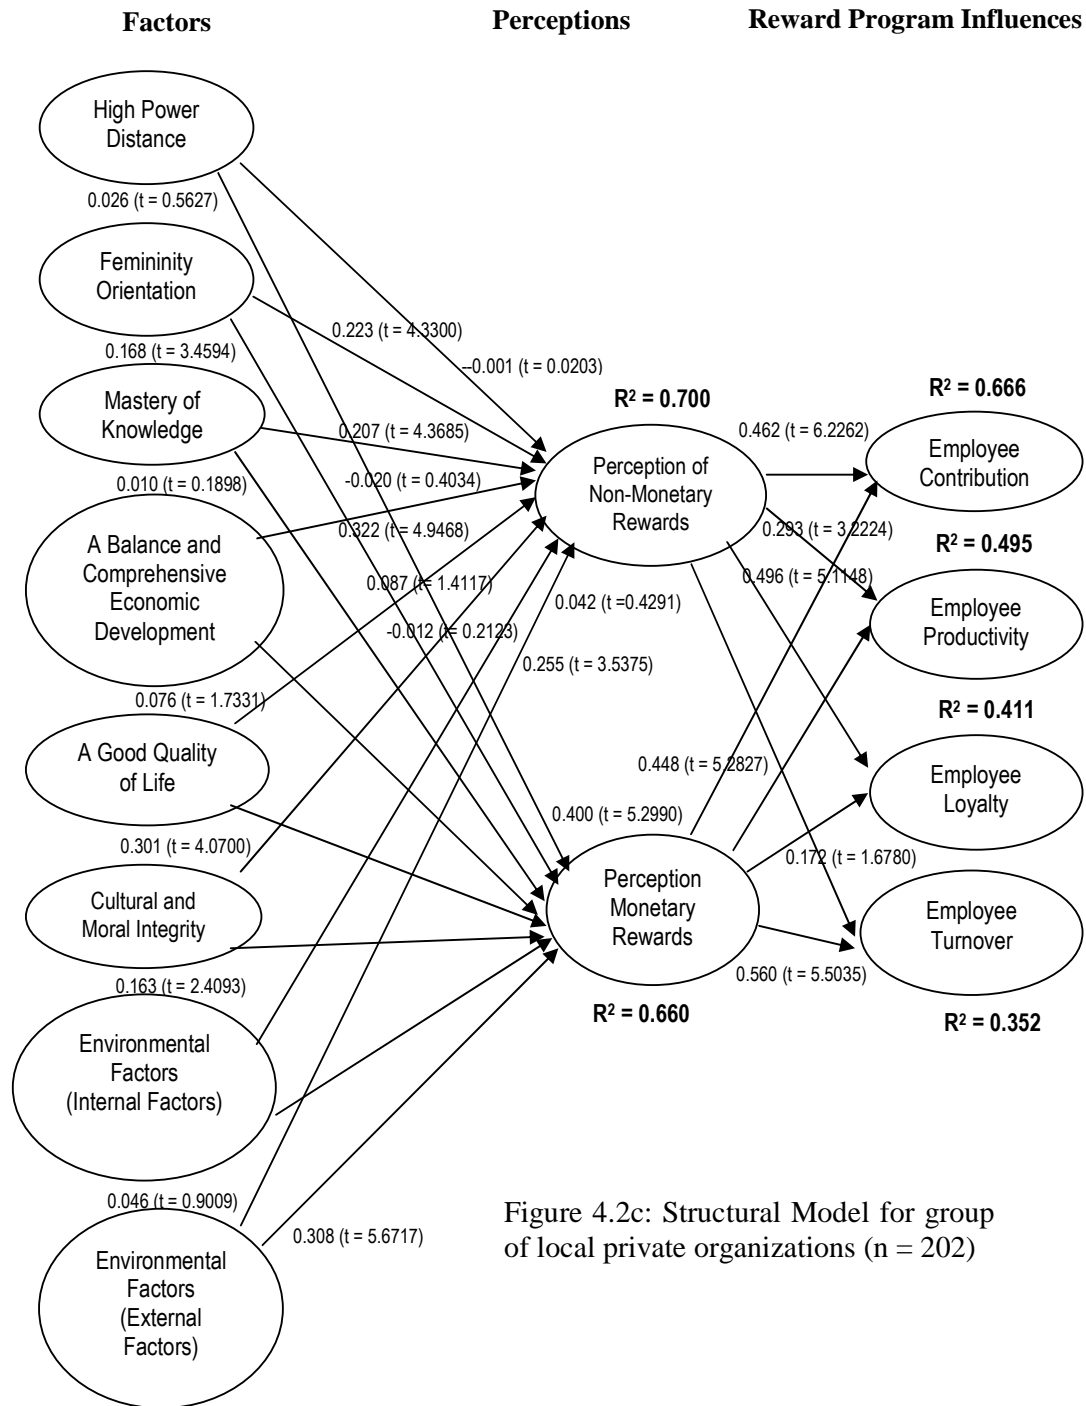 Factors
Perceptions
Reward Program Influences
High Power
Distance
0.026 (t = 0.5627)
Femininity
Orientation
0.223 (t = 4.3300)
0.168 (t = 3.4594)
--0.001 (t = 0.0203)
Mastery of
Knowledge
0.207 (t = 4.3685)
0.010 (t = 0.1898)
-0.020 (t = 0.4034)
R² = 0.700
R² = 0.666
0.462 (t = 6.2262)
Employee
Contribution
Perception of
Non-Monetary
Rewards
A Balance and
Comprehensive
Economic
Development
0.322 (t = 4.9468)
0.293 (t = 3.2224)
R² = 0.495
0.087 (t = 1.4117)
0.042 (t =0.4291)
0.496 (t = 5.1148)
Employee
Productivity
-0.012 (t = 0.2123)
0.255 (t = 3.5375)
0.076 (t = 1.7331)
R² = 0.411
A Good Quality
of Life
0.448 (t = 5.2827)
Employee
Loyalty
0.400 (t = 5.2990)
0.301 (t = 4.0700)
0.172 (t = 1.6780)
Cultural and
Moral Integrity
Perception
Monetary
Rewards
Employee
Turnover
0.163 (t = 2.4093)
0.560 (t = 5.5035)
R² = 0.660
R² = 0.352
Environmental
Factors
(Internal Factors)
0.046 (t = 0.9009)
0.308 (t = 5.6717)
Environmental
Factors
(External
Factors)
Figure 4.2c: Structural Model for group
of local private organizations (n = 202)